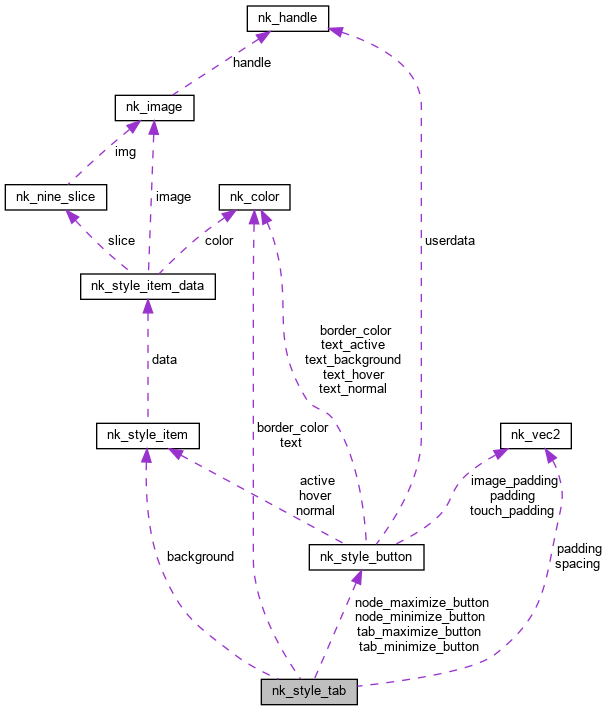 nk_handle
handle
nk_image
img
image
nk_nine_slice
nk_color
slice
color
userdata
nk_style_item_data
data
border_color
text_active
text_background
text_hover
text_normal
nk_style_item
border_color
text
nk_vec2
active
hover
normal
image_padding
padding
touch_padding
background
nk_style_button
padding
spacing
node_maximize_button
node_minimize_button
tab_maximize_button
tab_minimize_button
nk_style_tab